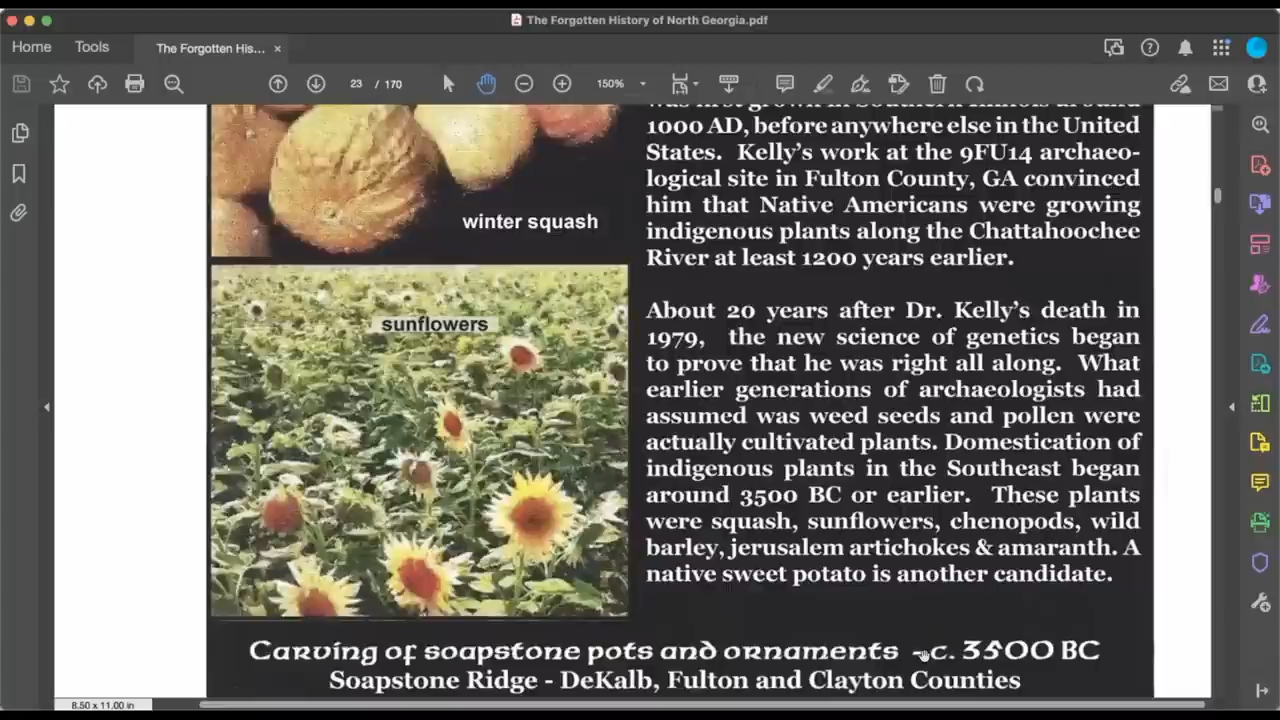 The Forgotten History of North Georgia.pdf
Home Tools The Forgotten His... ×
23 / 170 150%
winter squash
sunflowers
was first grown in Southern Illinois around
1000 AD, before anywhere else in the United
States. Kelly's work at the 9FU14 archaeo-
logical site in Fulton County, GA convinced
him that Native Americans were growing
indigenous plants along the Chattahoochee
River at least 1200 years earlier.
About 20 years after Dr. Kelly's death in
1979, the new science of genetics began
to prove that he was right all along. What
earlier generations of archaeologists had
assumed was weed seeds and pollen were
actually cultivated plants. Domestication of
indigenous plants in the Southeast began
around 3500 BC or earlier. These plants
were squash, sunflowers, chenopods, wild
barley, jerusalem artichokes & amaranth. A
native sweet potato is another candidate.
Carving of soapstone pots and ornaments - c. 3500 BC
Soapstone Ridge - DeKalb, Fulton and Clayton Counties
8.50 x 11.00 in